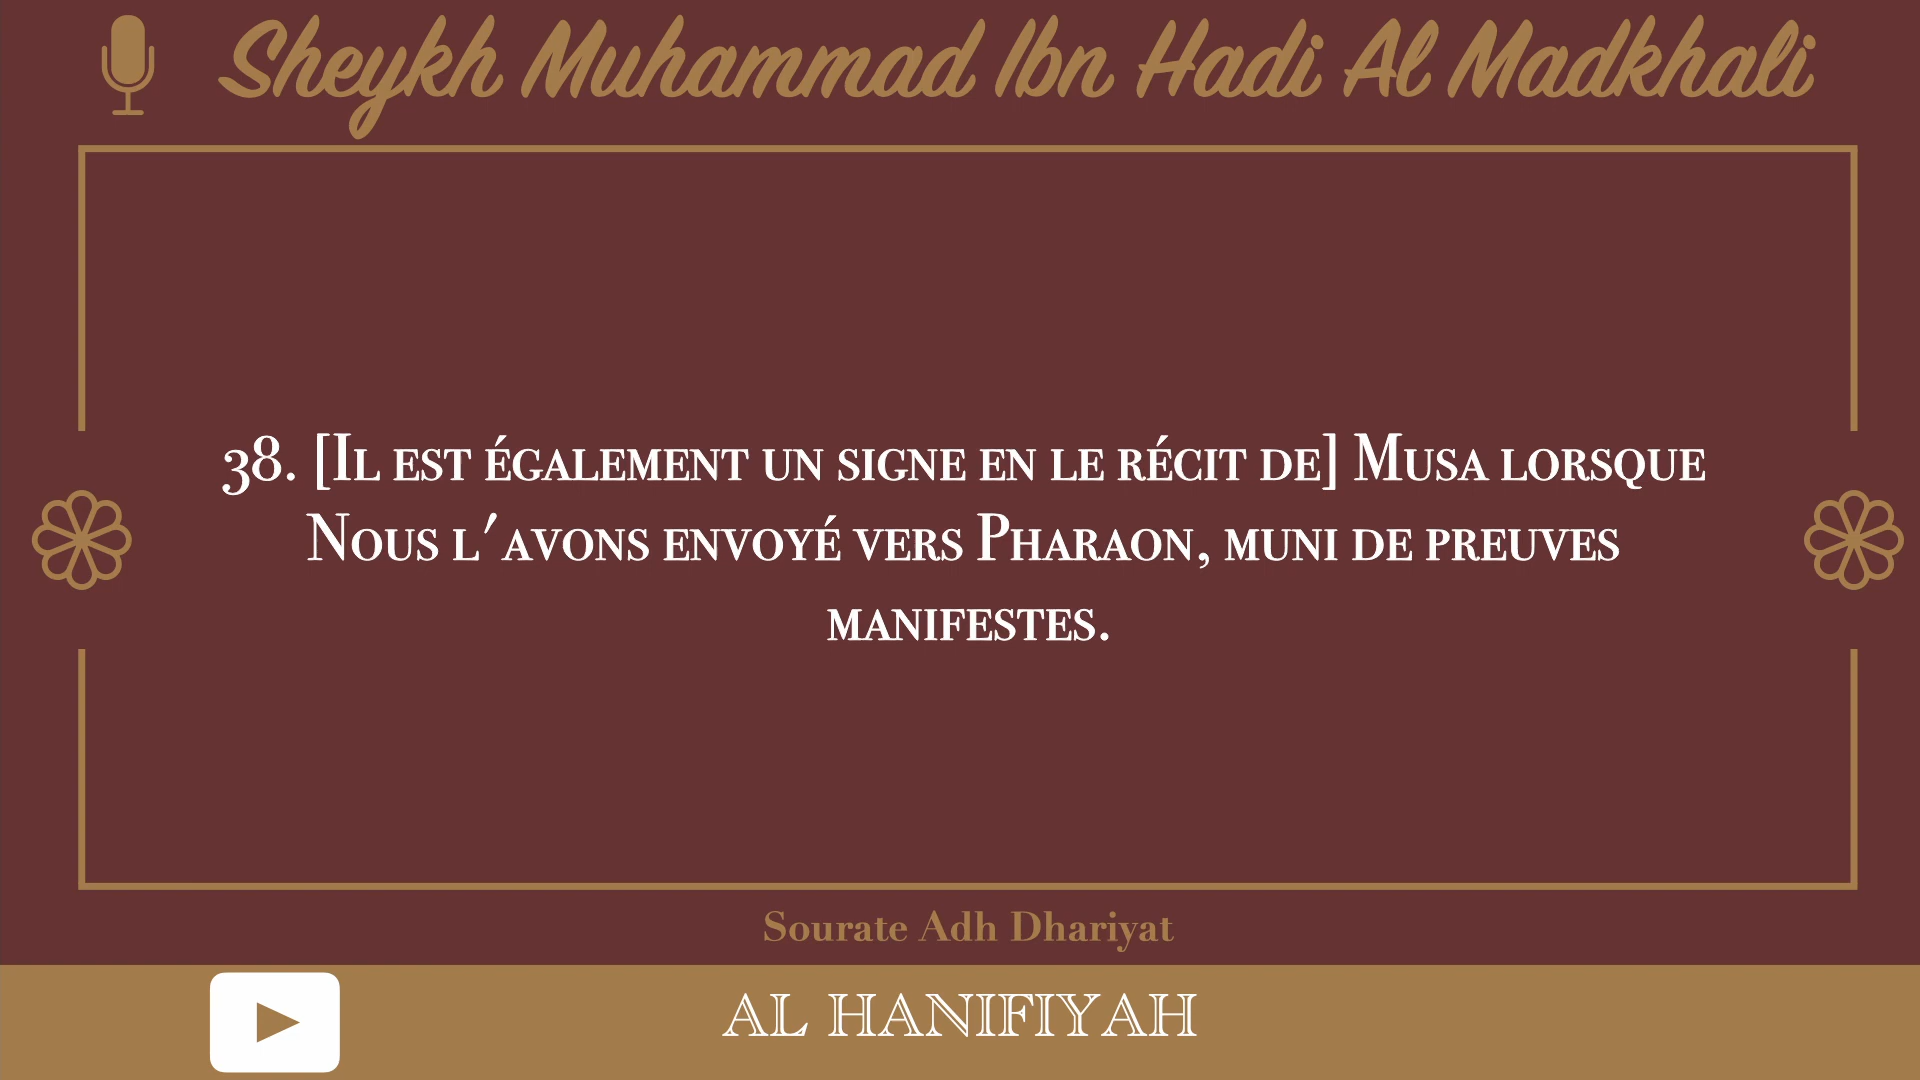 Sheykh Muhammad Ibn Hadi Al Madkhali
38. [Il est également un signe en le récit de] Musa lorsque
Nous l'avons envoyé vers Pharaon, muni de preuves
manifestes.
Sourate Adh Dhariyat
AL HANIFIYAH